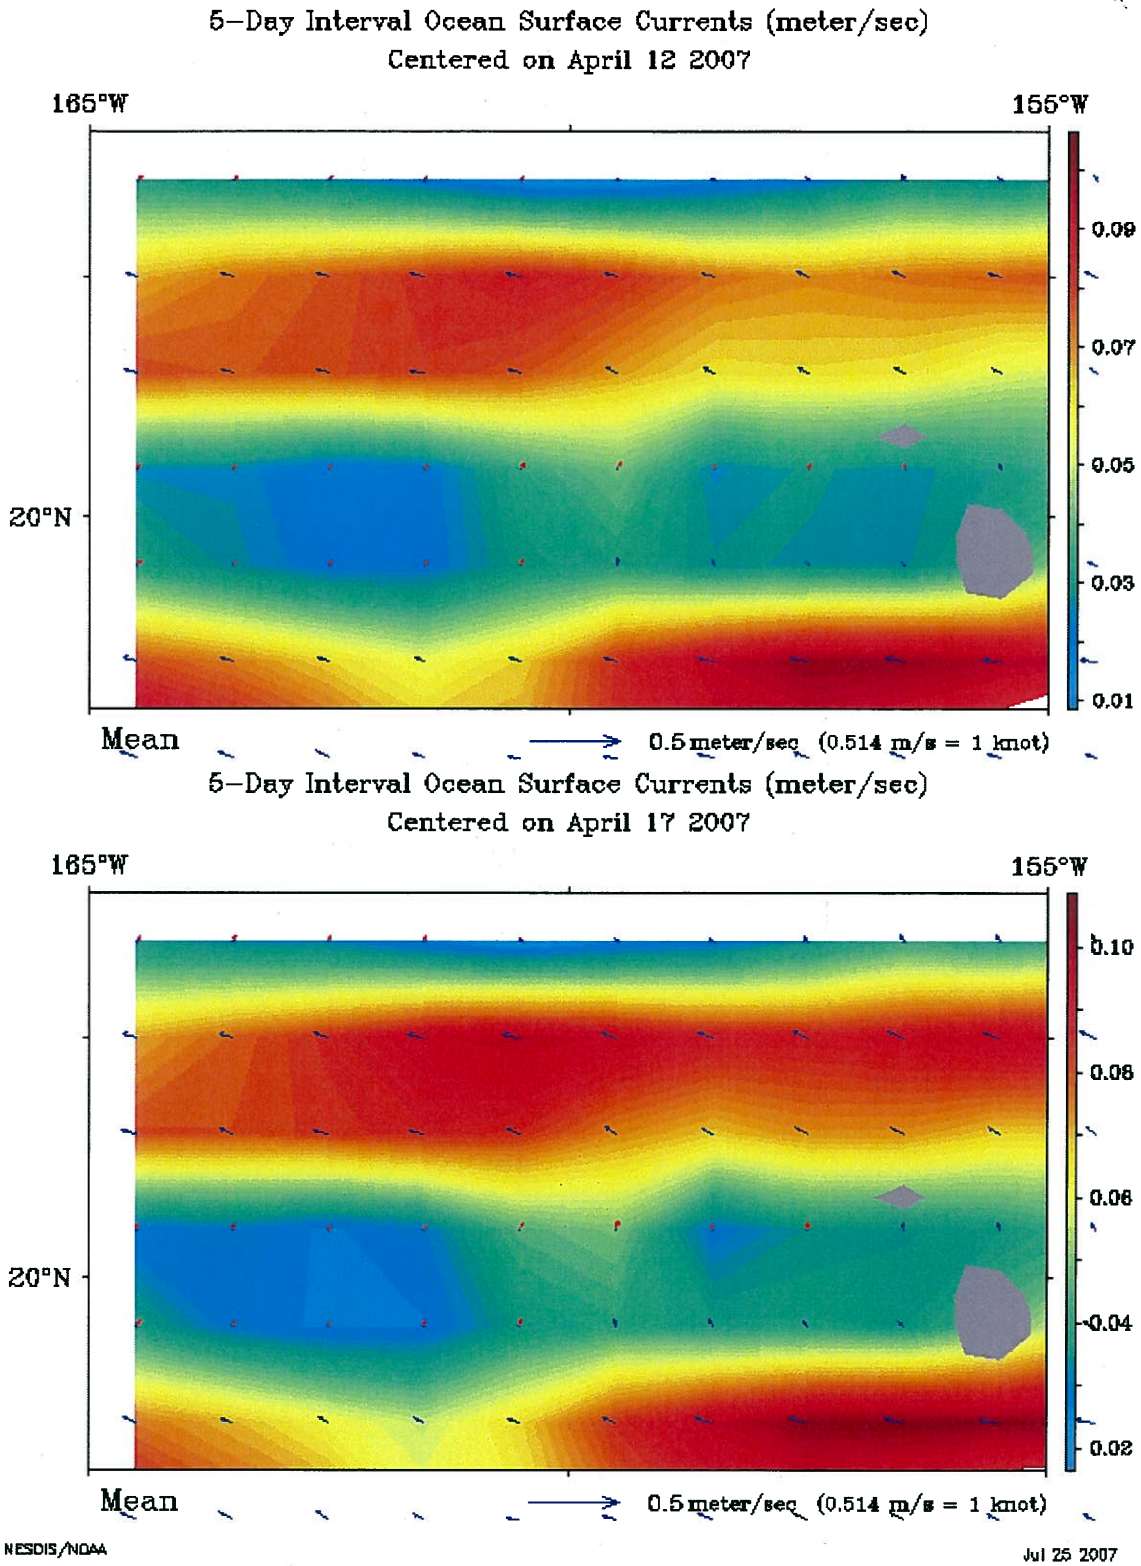 5-Day Interval Ocean Surface Currents (meter/sec)
Centered on April 12 2007
165°W 155°W
0.09
0.07
0.05
20°N
0.03
0.01
Mean 0.5 meter/sec (0.514 m/s = 1 knot)
5-Day Interval Ocean Surface Currents (meter/sec)
Centered on April 17 2007
165°W 155°W
0.10
0.08
0.06
20°N
0.04
0.02
Mean 0.5 meter/sec (0.514 m/s = 1 knot)
NESDIS/NOAA Jul 25 2007